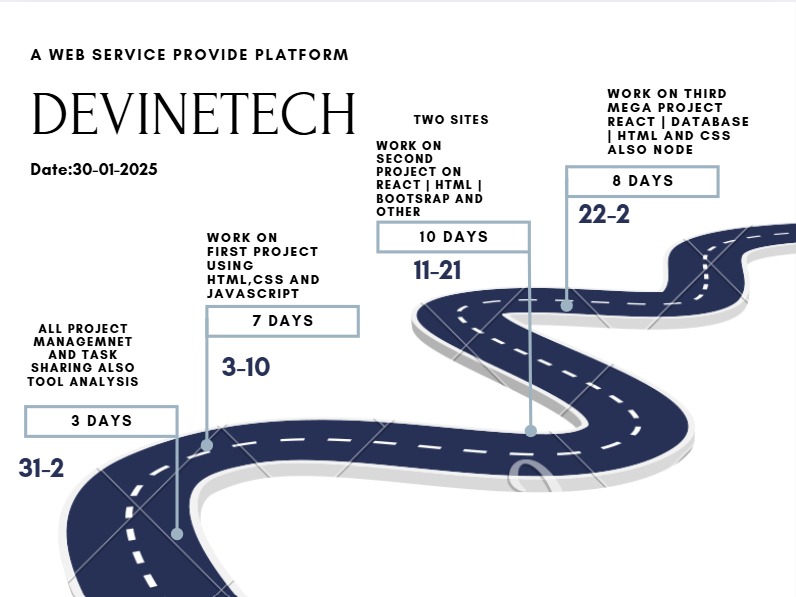 A WEB SERVICE PROVIDE PLATFORM
DEVINETECH
Date:30-01-2025
ALL PROJECT
MANAGEMNET
AND TASK
SHARING ALSO
TOOL ANALYSIS
3 DAYS
31-2
WORK ON
FIRST PROJECT
USING
HTML,CSS AND
JAVASCRIPT
7 DAYS
3-10
TWO SITES
WORK ON
SECOND
PROJECT ON
REACT | HTML |
BOOTSRAP AND
OTHER
10 DAYS
11-21
WORK ON THIRD
MEGA PROJECT
REACT | DATABASE
| HTML AND CSS
ALSO NODE
8 DAYS
22-2